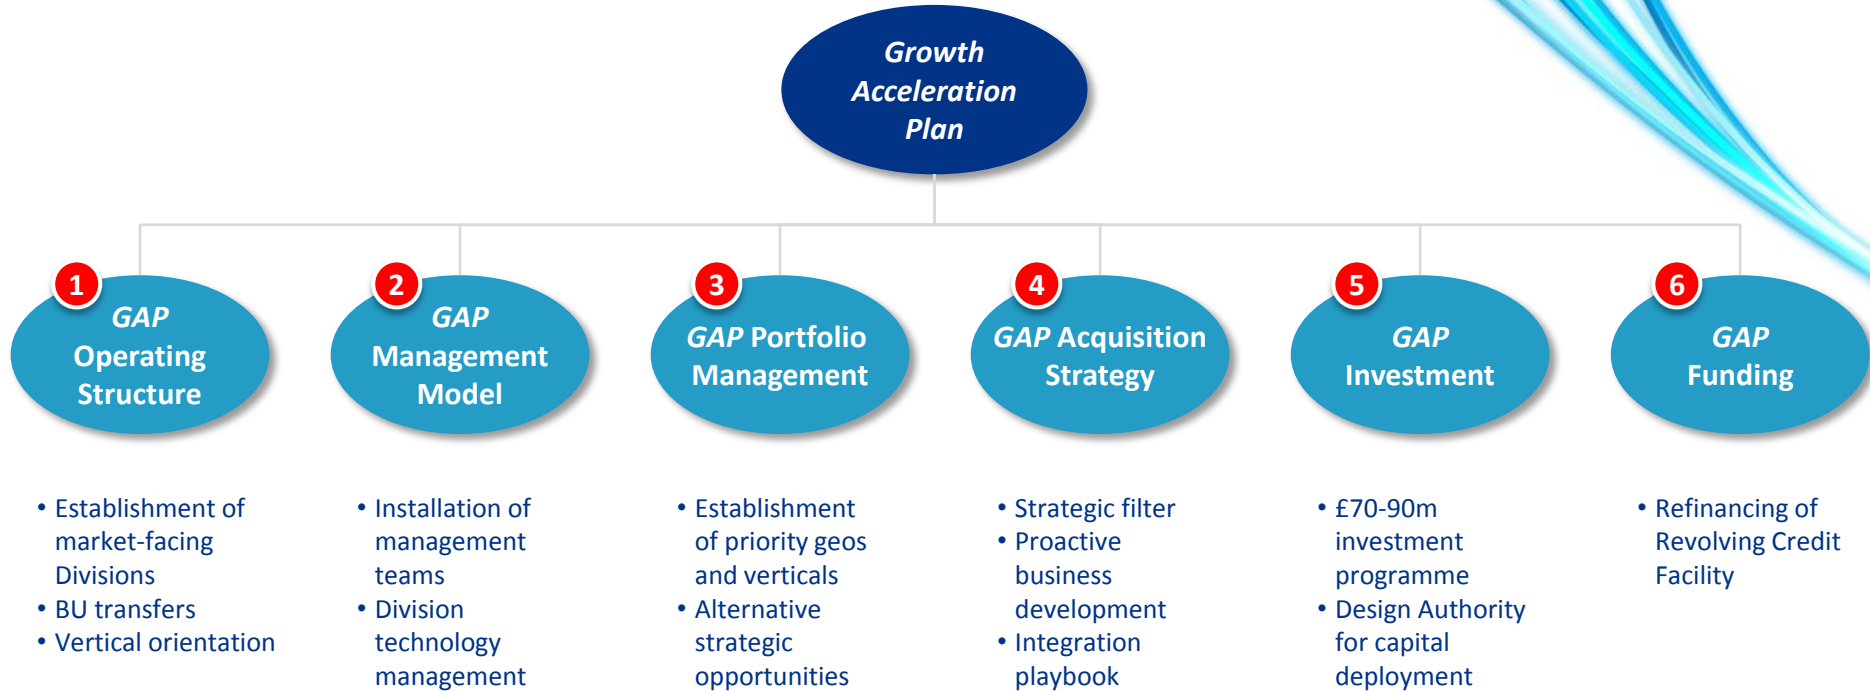 Growth
Acceleration
Plan
1
GAP
Operating
Structure
2
GAP
Management
Model
3
GAP Portfolio
Management
4
GAP Acquisition
Strategy
5
GAP
Investment
6
GAP
Funding
• Establishment of
market-facing
Divisions
• BU transfers
• Vertical orientation
• Installation of
management
teams
• Division
technology
management
• Establishment
of priority geos
and verticals
• Alternative
strategic
opportunities
• Strategic filter
• Proactive
business
development
• Integration
playbook
• £70-90m
investment
programme
• Design Authority
for capital
deployment
• Refinancing of
Revolving Credit
Facility